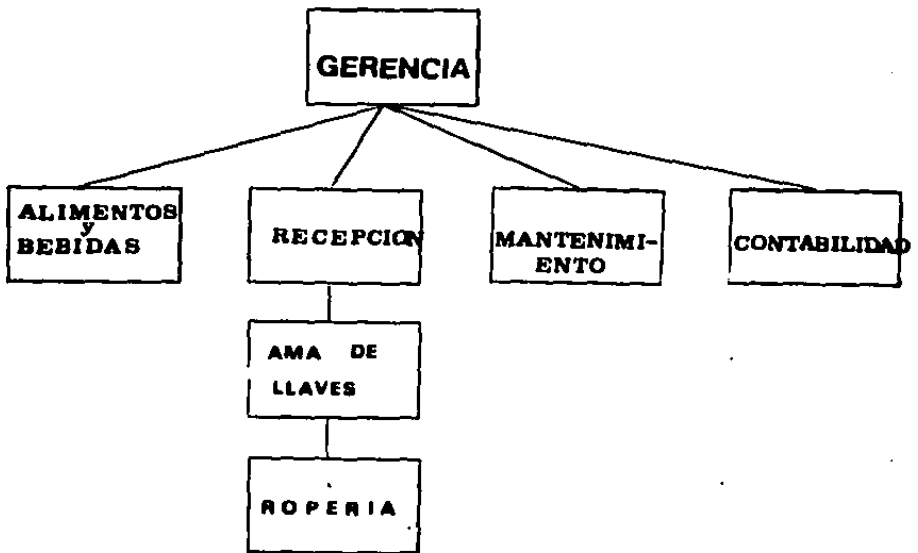 GERENCIA
ALIMENTOS
y
BEBIDAS
RECEPCION
MANTENIMI-
ENTO
CONTABILIDAD
AMA DE
LLAVES
ROPERIA